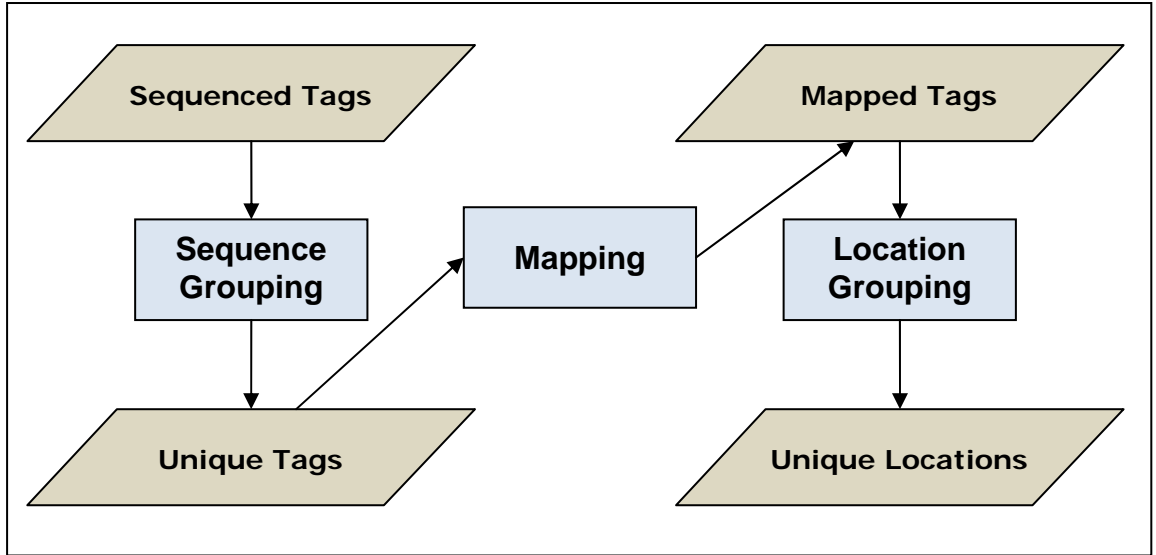 Sequenced Tags
Mapped Tags
Sequence
Grouping
Mapping
Location
Grouping
Unique Tags
Unique Locations